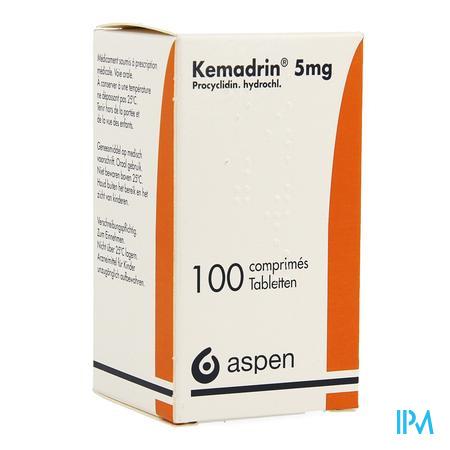 Kemadrin® 5mg
Procyclidin. hydrochl.
100 comprimés
Tabletten
aspen
Médicament soumis à prescription
médicale. Voie orale.
A conserver à une température
ne dépassant pas 25°C.
Tenir hors de la portée et
de la vue des enfants.
Geneesmiddel op medisch
voorschrift. Oraal gebruik.
Niet bewaren boven 25°C.
Buiten het bereik en het
zicht van kinderen.
Verschreibungspflichtig.
Zum Einnehmen.
Nicht über 25°C lagern.
Arzneimittel für Kinder
unzugänglich aufbewahren.
IPM